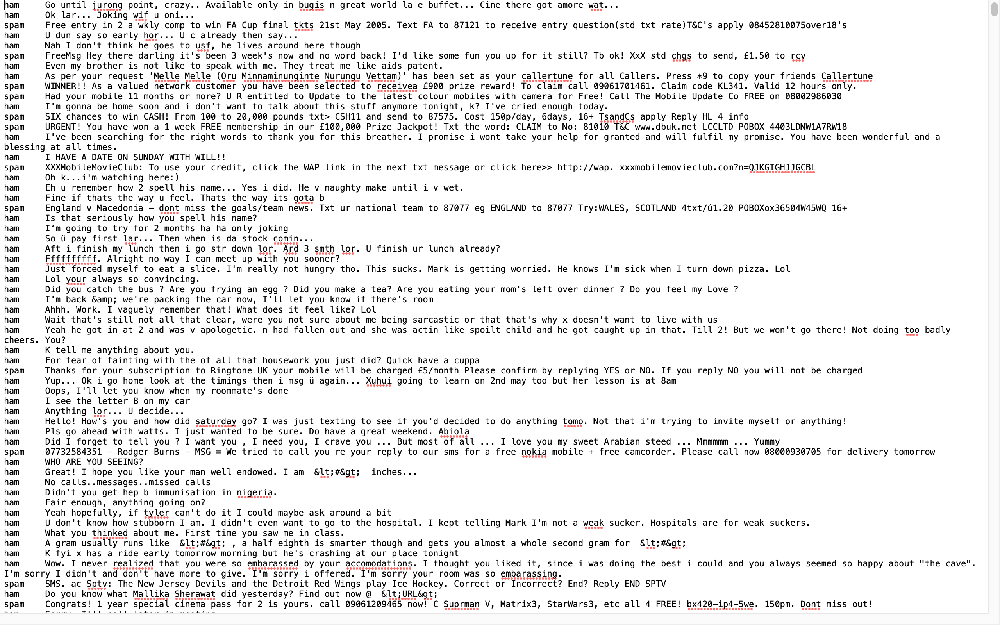 ham Go until jurong point, crazy.. Available only in bugis n great world la e buffet... Cine there got amore wat...
ham Ok lar... Joking wif u oni...
spam Free entry in 2 a wkly comp to win FA Cup final tkts 21st May 2005. Text FA to 87121 to receive entry question(std txt rate)T&C's apply 08452810075over18's
ham U dun say so early hor... U c already then say...
ham Nah I don't think he goes to usf, he lives around here though
spam FreeMsg Hey there darling it's been 3 week's now and no word back! I'd like some fun you up for it still? Tb ok! XxX std chgs to send, £1.50 to rcv
ham Even my brother is not like to speak with me. They treat me like aids patent.
ham As per your request 'Melle Melle (Oru Minnaminunginte Nurungu Vettam)' has been set as your callertune for all Callers. Press *9 to copy your friends Callertune
spam WINNER!! As a valued network customer you have been selected to receivea £900 prize reward! To claim call 09061701461. Claim code KL341. Valid 12 hours only.
spam Had your mobile 11 months or more? U R entitled to Update to the latest colour mobiles with camera for Free! Call The Mobile Update Co FREE on 08002986030
ham I'm gonna be home soon and i don't want to talk about this stuff anymore tonight, k? I've cried enough today.
spam SIX chances to win CASH! From 100 to 20,000 pounds txt> CSH11 and send to 87575. Cost 150p/day, 6days, 16+ TsandCs apply Reply HL 4 info
spam URGENT! You have won a 1 week FREE membership in our £100,000 Prize Jackpot! Txt the word: CLAIM to No: 81010 T&C www.dbuk.net LCCLTD POBOX 4403LDNW1A7RW18
ham I've been searching for the right words to thank you for this breather. I promise i wont take your help for granted and will fulfil my promise. You have been wonderful and a
blessing at all times.
ham I HAVE A DATE ON SUNDAY WITH WILL!!
spam XXXMobileMovieClub: To use your credit, click the WAP link in the next txt message or click here>> http://wap. xxxmobilemovieclub.com?n=QJKGIGHJJGCBL
ham Oh k...i'm watching here:)
ham Eh u remember how 2 spell his name... Yes i did. He v naughty make until i v wet.
ham Fine if thats the way u feel. Thats the way its gota b
spam England v Macedonia – dont miss the goals/team news. Txt ur national team to 87077 eg ENGLAND to 87077 Try:WALES, SCOTLAND 4txt/ú1.20 POBOXox36504W45WQ 16+
ham Is that seriously how you spell his name?
ham I‘m going to try for 2 months ha ha only joking
ham So ü pay first lar... Then when is da stock comin...
ham Aft i finish my lunch then i go str down lor. Ard 3 smth lor. U finish ur lunch already?
ham Ffffffffff. Alright no way I can meet up with you sooner?
ham Just forced myself to eat a slice. I'm really not hungry tho. This sucks. Mark is getting worried. He knows I'm sick when I turn down pizza. Lol
ham Lol your always so convincing.
ham Did you catch the bus ? Are you frying an egg ? Did you make a tea? Are you eating your mom's left over dinner ? Do you feel my Love ?
ham I'm back &amp; we're packing the car now, I'll let you know if there's room
ham Ahhh. Work. I vaguely remember that! What does it feel like? Lol
ham Wait that's still not all that clear, were you not sure about me being sarcastic or that that's why x doesn't want to live with us
ham Yeah he got in at 2 and was v apologetic. n had fallen out and she was actin like spoilt child and he got caught up in that. Till 2! But we won't go there! Not doing too badly
cheers. You?
ham K tell me anything about you.
ham For fear of fainting with the of all that housework you just did? Quick have a cuppa
spam Thanks for your subscription to Ringtone UK your mobile will be charged £5/month Please confirm by replying YES or NO. If you reply NO you will not be charged
ham Yup... Ok i go home look at the timings then i msg ü again... Xuhui going to learn on 2nd may too but her lesson is at 8am
ham Oops, I'll let you know when my roommate's done
ham I see the letter B on my car
ham Anything lor... U decide...
ham Hello! How's you and how did saturday go? I was just texting to see if you'd decided to do anything tomo. Not that i'm trying to invite myself or anything!
ham Pls go ahead with watts. I just wanted to be sure. Do have a great weekend. Abiola
ham Did I forget to tell you ? I want you , I need you, I crave you ... But most of all ... I love you my sweet Arabian steed ... Mmmmmm ... Yummy
spam 07732584351 – Rodger Burns – MSG = We tried to call you re your reply to our sms for a free nokia mobile + free camcorder. Please call now 08000930705 for delivery tomorrow
ham WHO ARE YOU SEEING?
ham Great! I hope you like your man well endowed. I am &lt;#&gt; inches...
ham No calls..messages..missed calls
ham Didn't you get hep b immunisation in nigeria.
ham Fair enough, anything going on?
ham Yeah hopefully, if tyler can't do it I could maybe ask around a bit
ham U don't know how stubborn I am. I didn't even want to go to the hospital. I kept telling Mark I'm not a weak sucker. Hospitals are for weak suckers.
ham What you thinked about me. First time you saw me in class.
ham A gram usually runs like &lt;#&gt; , a half eighth is smarter though and gets you almost a whole second gram for &lt;#&gt;
ham K fyi x has a ride early tomorrow morning but he's crashing at our place tonight
ham Wow. I never realized that you were so embarassed by your accomodations. I thought you liked it, since i was doing the best i could and you always seemed so happy about "the cave".
I'm sorry I didn't and don't have more to give. I'm sorry i offered. I'm sorry your room was so embarassing.
spam SMS. ac Sptv: The New Jersey Devils and the Detroit Red Wings play Ice Hockey. Correct or Incorrect? End? Reply END SPTV
ham Do you know what Mallika Sherawat did yesterday? Find out now @ &lt;URL&gt;
spam Congrats! 1 year special cinema pass for 2 is yours. call 09061209465 now! C Suprman V, Matrix3, StarWars3, etc all 4 FREE! bx420–ip4–5we. 150pm. Dont miss out!
ham Sorry, I'll call later in meeting